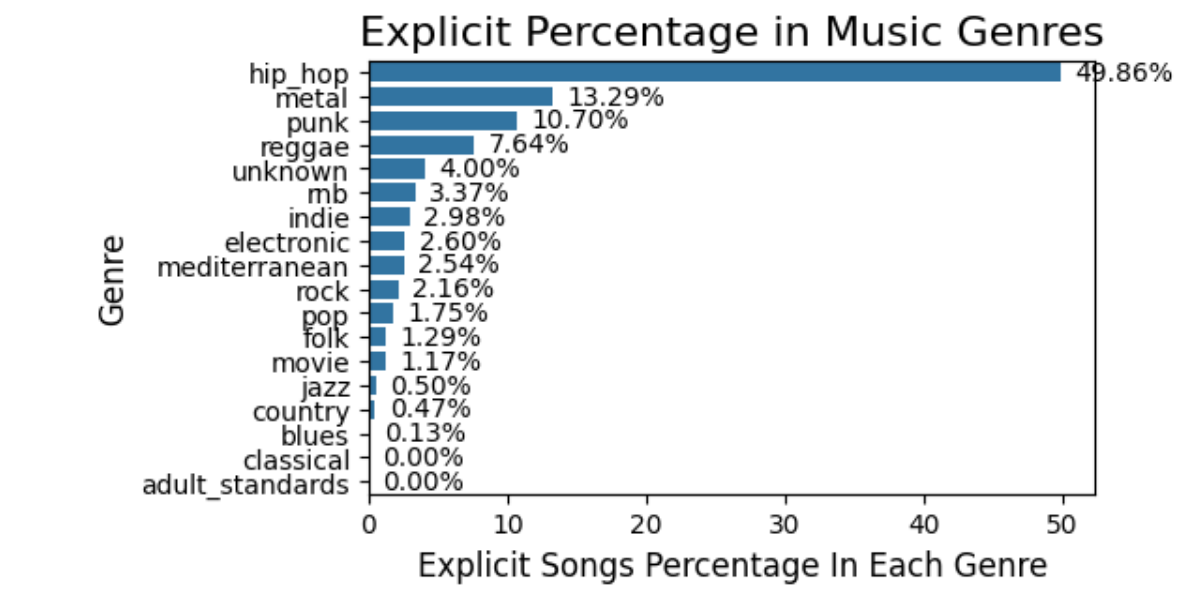 Explicit Percentage in Music Genres
hip_hop 49.86%
metal 13.29%
punk 10.70%
reggae 7.64%
unknown 4.00%
rnb 3.37%
indie 2.98%
electronic 2.60%
mediterranean 2.54%
rock 2.16%
pop 1.75%
folk 1.29%
movie 1.17%
jazz 0.50%
country 0.47%
blues 0.13%
classical 0.00%
adult_standards 0.00%
Genre
0 10 20 30 40 50
Explicit Songs Percentage In Each Genre